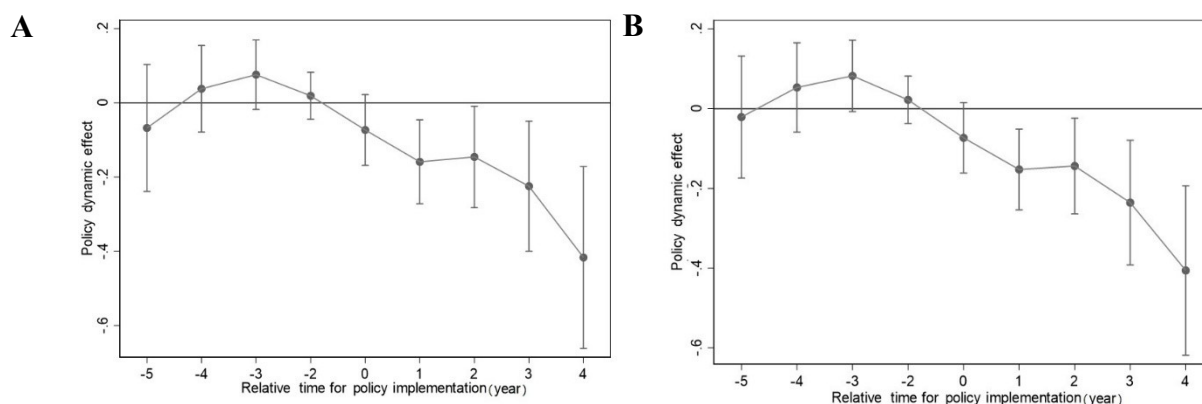 A
Policy dynamic effect
.2
0
-.2
-.4
-.6
-5 -4 -3 -2 0 1 2 3 4
Relative time for policy implementation(year)
B
Policy dynamic effect
.2
0
-.2
-.4
-.6
-5 -4 -3 -2 0 1 2 3 4
Relative time for policy implementation(year)